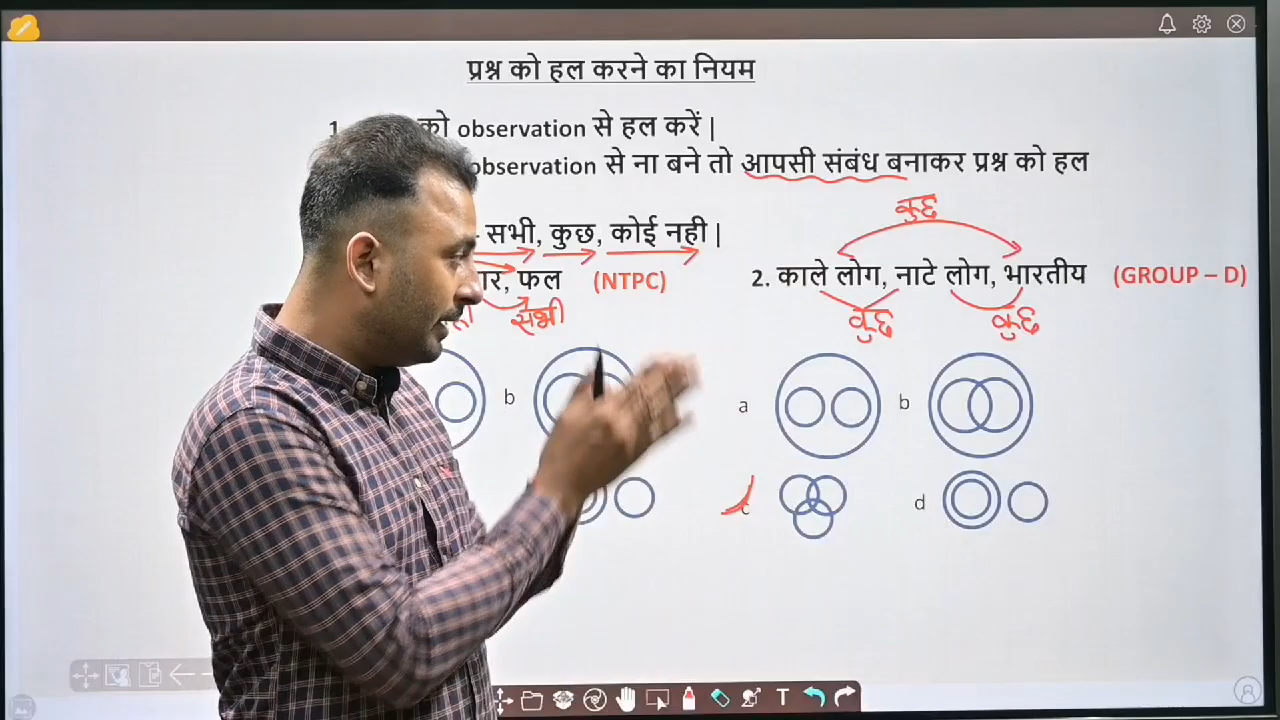 प्रश्न को हल करने का नियम
1. को observation से हल करें |
observation से ना बने तो आपसी संबंध बनाकर प्रश्न को हल
कुछ
सभी, कुछ, कोई नही |
फल (NTPC)
सभी
2. काले लोग, नाटे लोग, भारतीय (GROUP – D)
कुछ कुछ
b
a b
c d
T